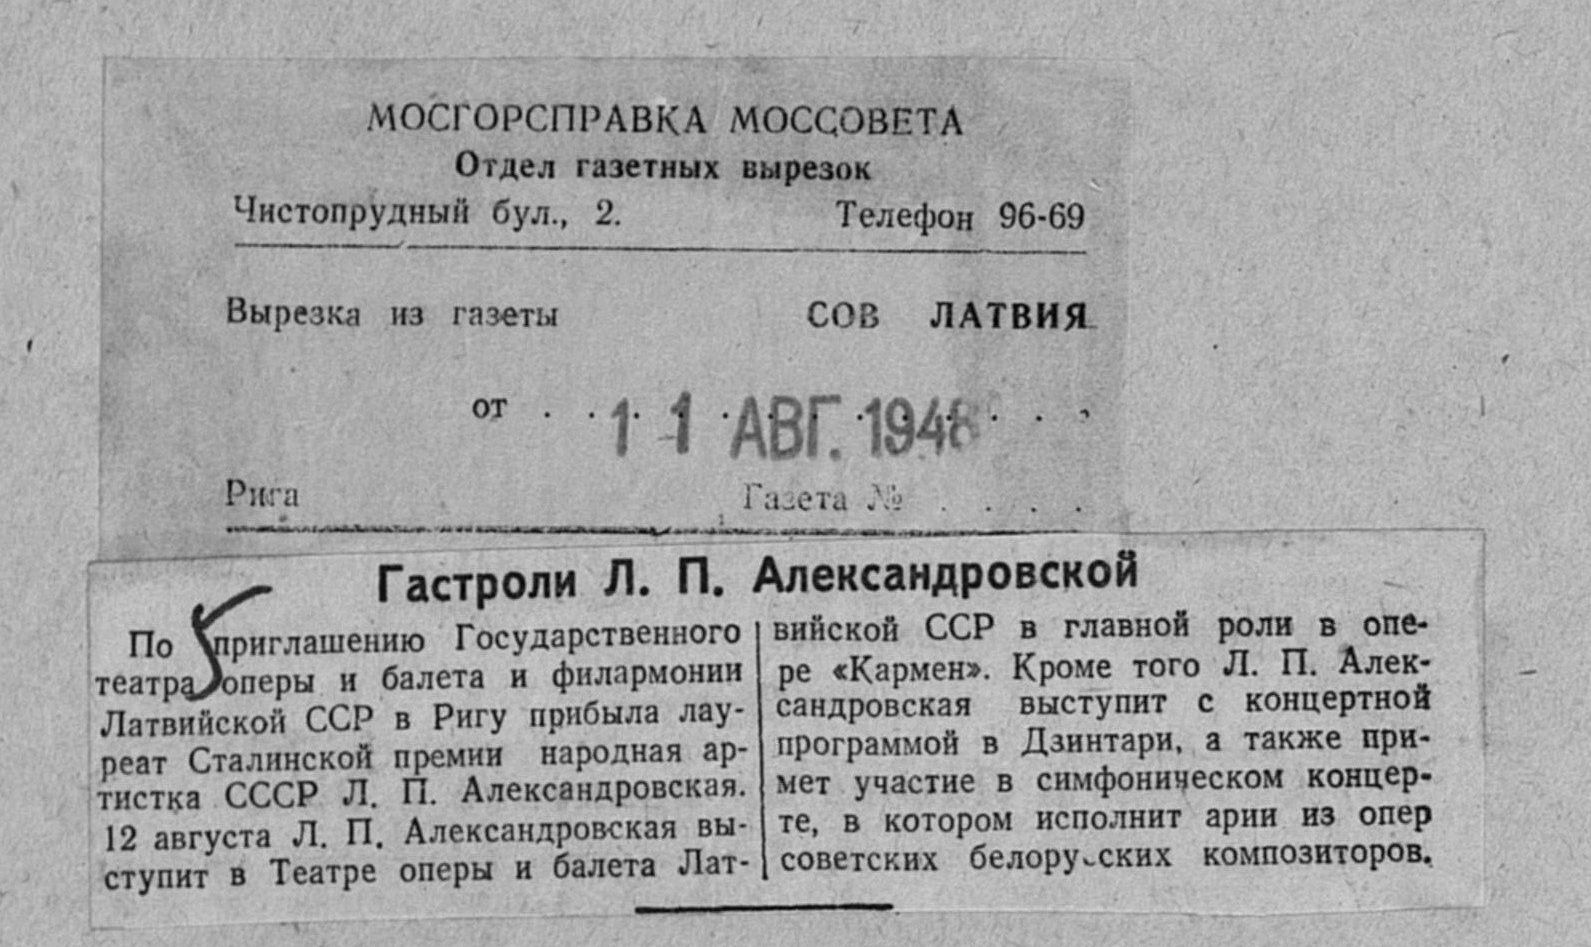 МОСГОРСПРАВКА МОССОВЕТА
Отдел газетных вырезок
Чистопрудный бул., 2. Телефон 96-69
Вырезка из газеты СОВ ЛАТВИЯ
от . . 11 АВГ. 1948 . . .
Рига Газета № . . . .
Гастроли Л. П. Александровской
По приглашению Государственного
театра оперы и балета и филармонии
Латвийской ССР в Ригу прибыла лау-
реат Сталинской премии народная ар-
тистка СССР Л. П. Александровская.
12 августа Л. П. Александровская вы-
ступит в Театре оперы и балета Лат-
вийской ССР в главной роли в опе-
ре «Кармен». Кроме того Л. П. Алек-
сандровская выступит с концертной
программой в Дзинтари, а также при-
мет участие в симфоническом концер-
те, в котором исполнит арии из опер
советских белорусских композиторов.